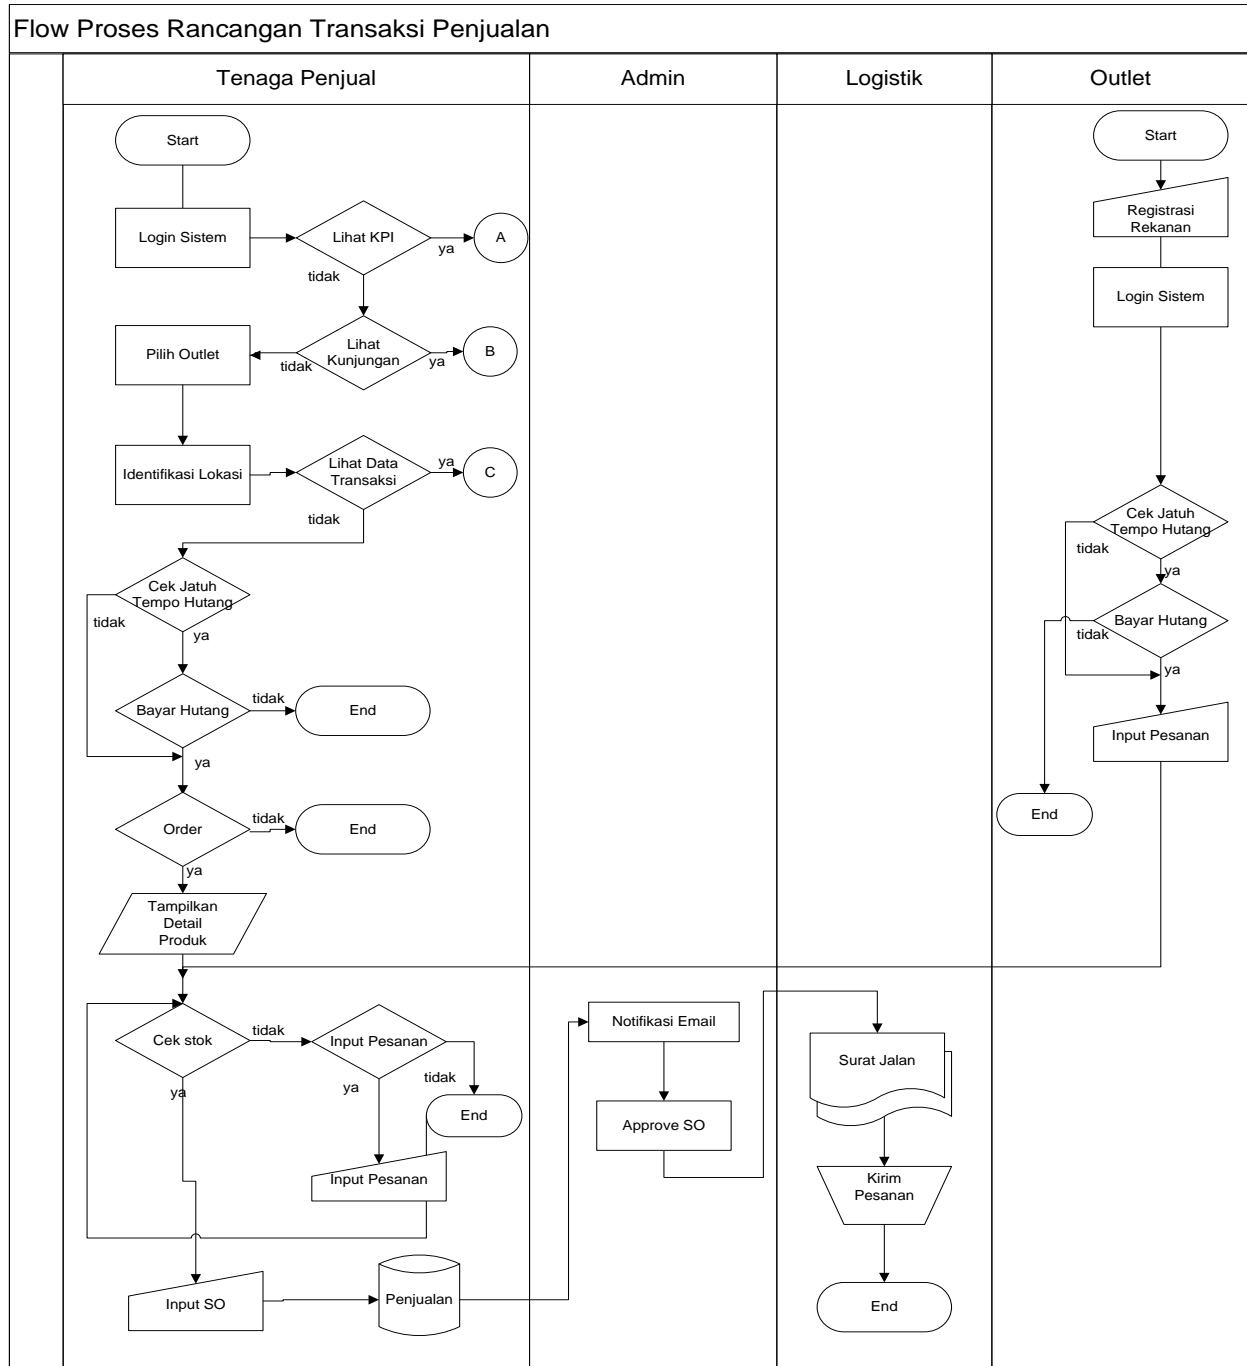 Flow Proses Rancangan Transaksi Penjualan
Tenaga Penjual
Admin
Logistik
Outlet
Start
Login Sistem
Lihat KPI
ya
A
tidak
Lihat
Kunjungan
ya
B
tidak
Pilih Outlet
Identifikasi Lokasi
Lihat Data
Transaksi
ya
C
tidak
Cek Jatuh
Tempo Hutang
tidak
ya
Bayar Hutang
tidak
End
ya
Order
tidak
End
ya
Tampilkan
Detail
Produk
Cek stok
tidak
Input Pesanan
ya
ya
tidak
End
Input Pesanan
Input SO
Penjualan
Notifikasi Email
Approve SO
Surat Jalan
Kirim
Pesanan
End
Start
Registrasi
Rekanan
Login Sistem
Cek Jatuh
Tempo Hutang
tidak
ya
Bayar Hutang
tidak
ya
Input Pesanan
End